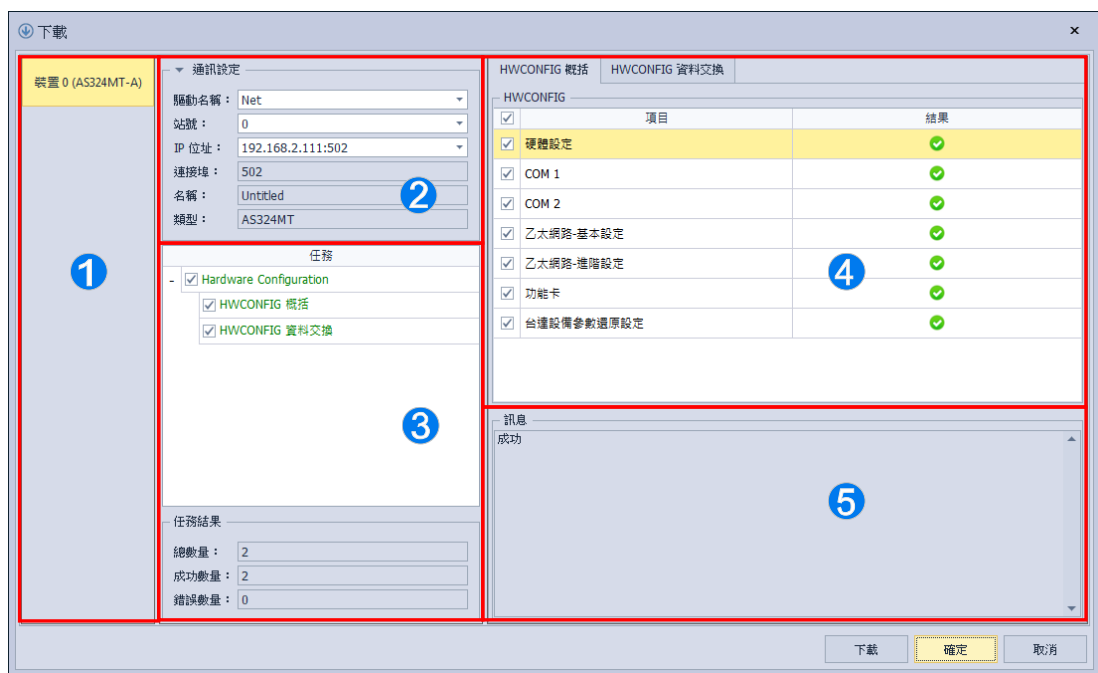 下載
裝置 0 (AS324MT-A)
1
通訊設定
驅動名稱： Net
站號： 0
IP 位址： 192.168.2.111:502
連接埠： 502
名稱： Untitled
類型： AS324MT
2
任務
Hardware Configuration
HWCONFIG 概括
HWCONFIG 資料交換
3
任務結果
總數量： 2
成功數量： 2
錯誤數量： 0
HWCONFIG 概括 HWCONFIG 資料交換
HWCONFIG
項目 結果
硬體設定
COM 1
COM 2
乙太網路-基本設定
乙太網路-進階設定
功能卡
台達設備參數還原設定
4
訊息
成功
5
下載 確定 取消